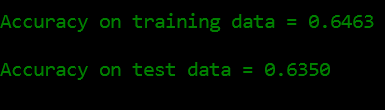 Accuracy on training data = 0.6463
Accuracy on test data = 0.6350